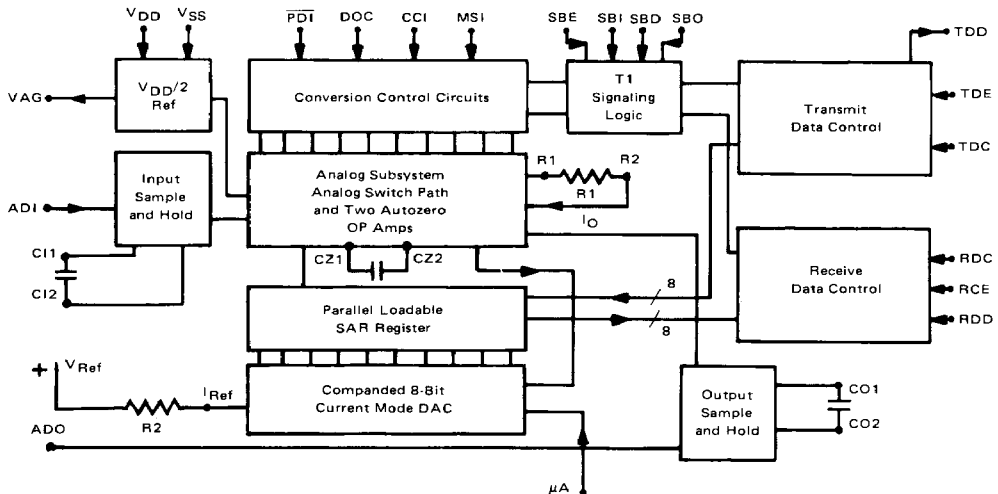 VDD VSS PDI DOC CCI MSI SBE SBI SBD SBO
TDD
VDD/2
Ref
VAG
Conversion Control Circuits
T1
Signaling
Logic
Transmit
Data Control
TDE
TDC
Input
Sample
and Hold
ADI
Analog Subsystem
Analog Switch Path
and Two Autozero
OP Amps
R1 R2
R1
IO
CI1
CI2
CZ1 CZ2
Receive
Data Control
RDC
RCE
RDD
Parallel Loadable
SAR Register
8
8
+ VRef
R2
IRef
Companded 8-Bit
Current Mode DAC
Output
Sample
and Hold
CO1
CO2
ADO
μA